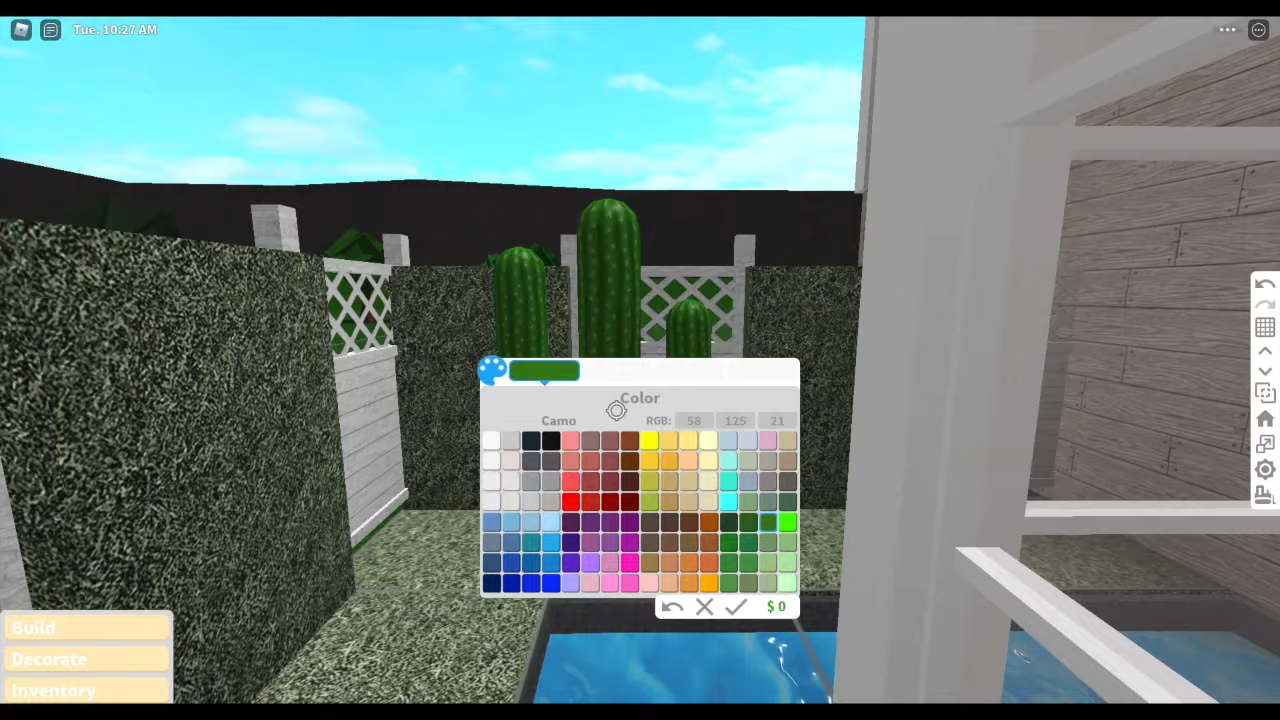 Tue. 10:27 AM
Color
Camo RGB: 58 125 21
$ 0
Build
Decorate
Inventory